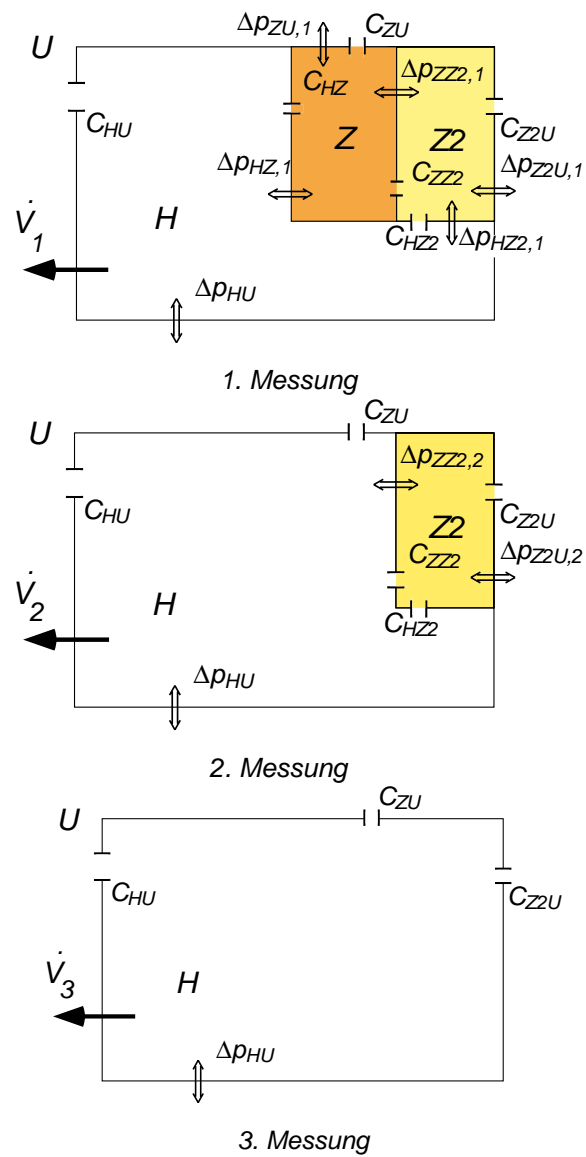 Δp_ZU,1 C_ZU
U
C_HZ Δp_ZZ2,1
C_HU Z Z2 C_Z2U
Δp_HZ,1 C_ZZ2 Δp_Z2U,1
V̇_1 H C_HZ2 Δp_HZ2,1
Δp_HU
1. Messung
C_ZU
U
Δp_ZZ2,2
C_HU Z2 C_Z2U
C_ZZ2 Δp_Z2U,2
V̇_2 H C_HZ2
Δp_HU
2. Messung
C_ZU
U
C_HU C_Z2U
V̇_3 H
Δp_HU
3. Messung